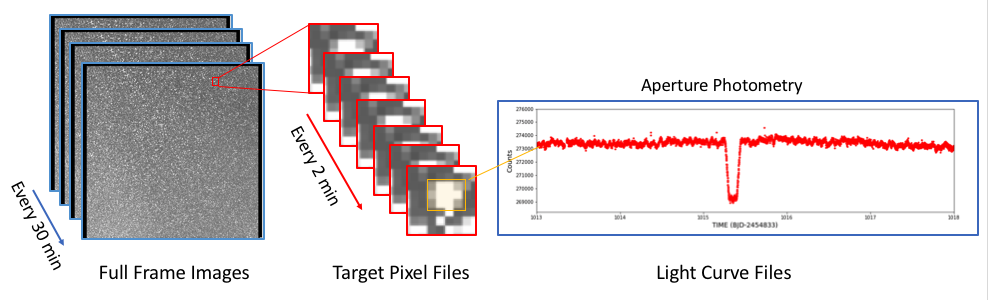 Every 30 min
Full Frame Images
Every 2 min
Target Pixel Files
Aperture Photometry
276000
274000
273000
272000
271000
270000
269000
Counts
1013 1014 1015 1016 1017 1018
TIME (BJD-2454833)
Light Curve Files